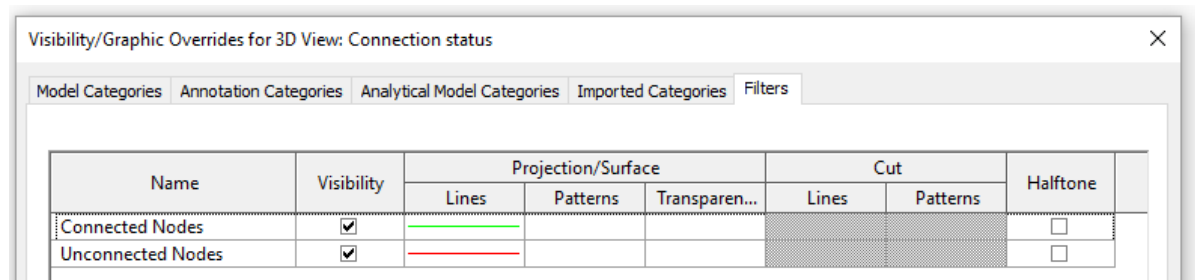 Visibility/Graphic Overrides for 3D View: Connection status
Model Categories Annotation Categories Analytical Model Categories Imported Categories Filters
Name Visibility Projection/Surface Cut Halftone
Lines Patterns Transparen... Lines Patterns
Connected Nodes
Unconnected Nodes